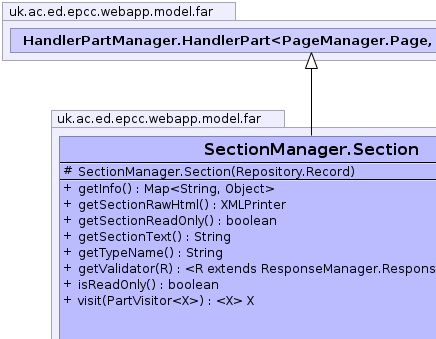 uk.ac.ed.epcc.webapp.model.far
HandlerPartManager.HandlerPart<PageManager.Page,
uk.ac.ed.epcc.webapp.model.far
SectionManager.Section
# SectionManager.Section(Repository.Record)
+ getInfo() : Map<String, Object>
+ getSectionRawHtml() : XMLPrinter
+ getSectionReadOnly() : boolean
+ getSectionText() : String
+ getTypeName() : String
+ getValidator(R) : <R extends ResponseManager.Respons
+ isReadOnly() : boolean
+ visit(PartVisitor<X>) : <X> X